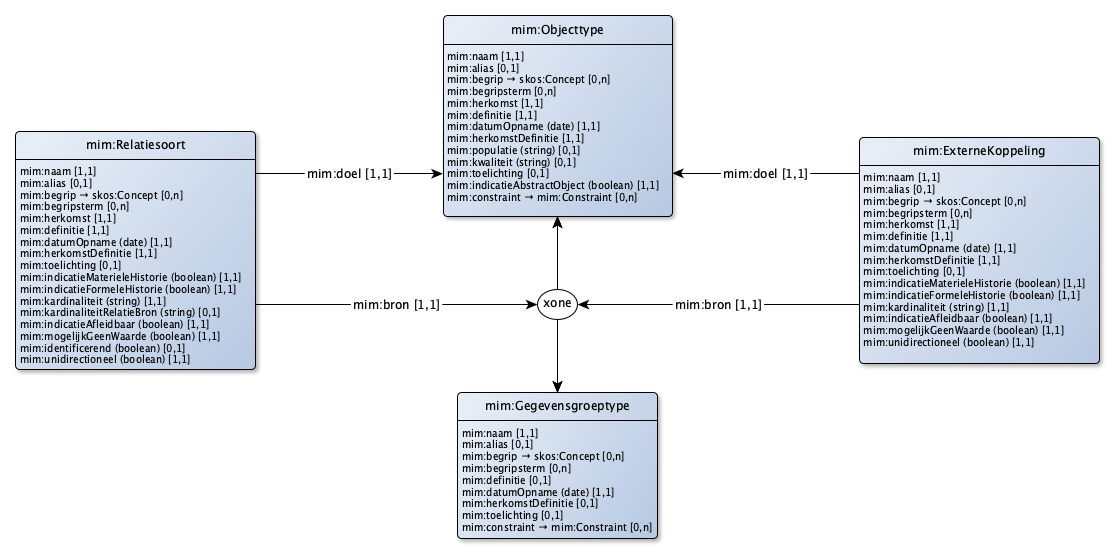 mim:Objecttype
mim:naam [1,1]
mim:alias [0,1]
mim:begrip → skos:Concept [0,n]
mim:begripsterm [0,n]
mim:herkomst [1,1]
mim:definitie [1,1]
mim:datumOpname (date) [1,1]
mim:herkomstDefinitie [1,1]
mim:populatie (string) [0,1]
mim:kwaliteit (string) [0,1]
mim:toelichting [0,1]
mim:indicatieAbstractObject (boolean) [1,1]
mim:constraint → mim:Constraint [0,n]
mim:Relatiesoort
mim:naam [1,1]
mim:alias [0,1]
mim:begrip → skos:Concept [0,n]
mim:begripsterm [0,n]
mim:herkomst [1,1]
mim:definitie [1,1]
mim:datumOpname (date) [1,1]
mim:herkomstDefinitie [1,1]
mim:toelichting [0,1]
mim:indicatieMaterieleHistorie (boolean) [1,1]
mim:indicatieFormeleHistorie (boolean) [1,1]
mim:kardinaliteit (string) [1,1]
mim:kardinaliteitRelatieBron (string) [0,1]
mim:indicatieAfleidbaar (boolean) [1,1]
mim:mogelijkGeenWaarde (boolean) [1,1]
mim:identificerend (boolean) [0,1]
mim:unidirectioneel (boolean) [1,1]
mim:doel [1,1]
mim:doel [1,1]
mim:ExterneKoppeling
mim:naam [1,1]
mim:alias [0,1]
mim:begrip → skos:Concept [0,n]
mim:begripsterm [0,n]
mim:herkomst [1,1]
mim:definitie [1,1]
mim:datumOpname (date) [1,1]
mim:herkomstDefinitie [1,1]
mim:toelichting [0,1]
mim:indicatieMaterieleHistorie (boolean) [1,1]
mim:indicatieFormeleHistorie (boolean) [1,1]
mim:kardinaliteit (string) [1,1]
mim:indicatieAfleidbaar (boolean) [1,1]
mim:mogelijkGeenWaarde (boolean) [1,1]
mim:unidirectioneel (boolean) [1,1]
mim:bron [1,1]
xone
mim:bron [1,1]
mim:Gegevensgroeptype
mim:naam [1,1]
mim:alias [0,1]
mim:begrip → skos:Concept [0,n]
mim:begripsterm [0,n]
mim:definitie [0,1]
mim:datumOpname (date) [1,1]
mim:herkomstDefinitie [0,1]
mim:toelichting [0,1]
mim:constraint → mim:Constraint [0,n]